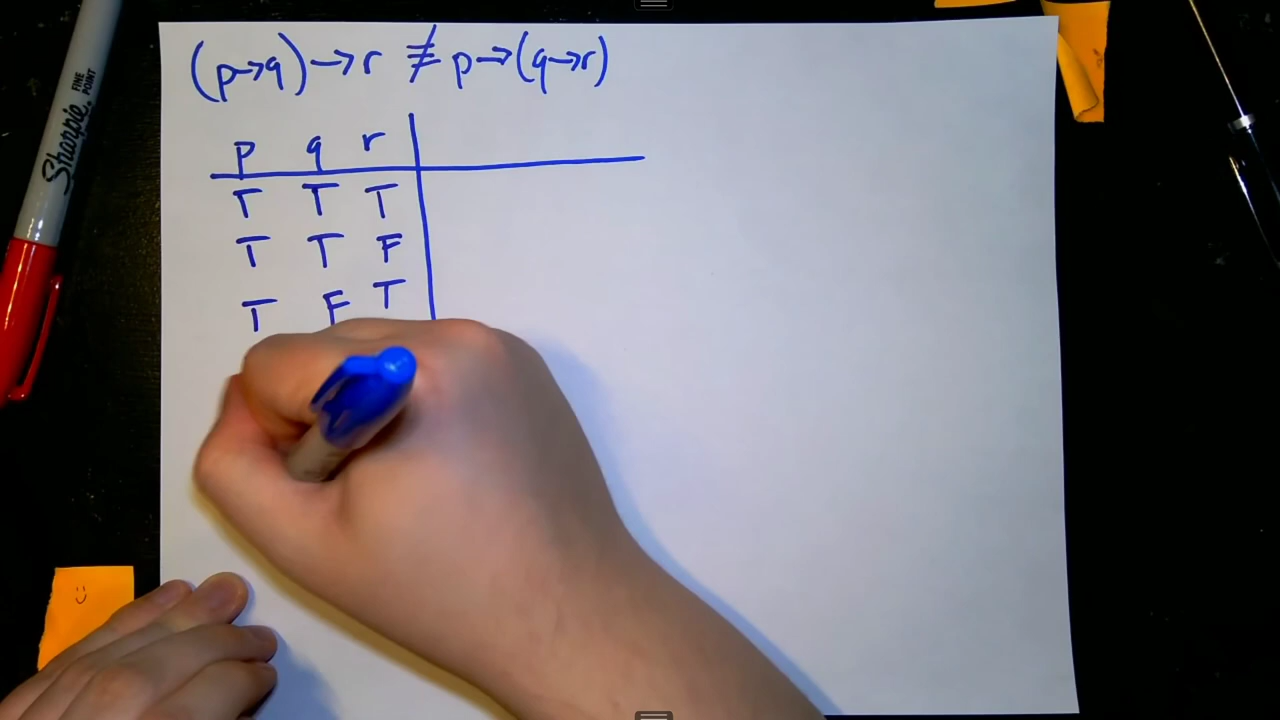 (p→q)→r ≢ p→(q→r)
p q r
T T T
T T F
T F T
Sharpie. FINE POINT